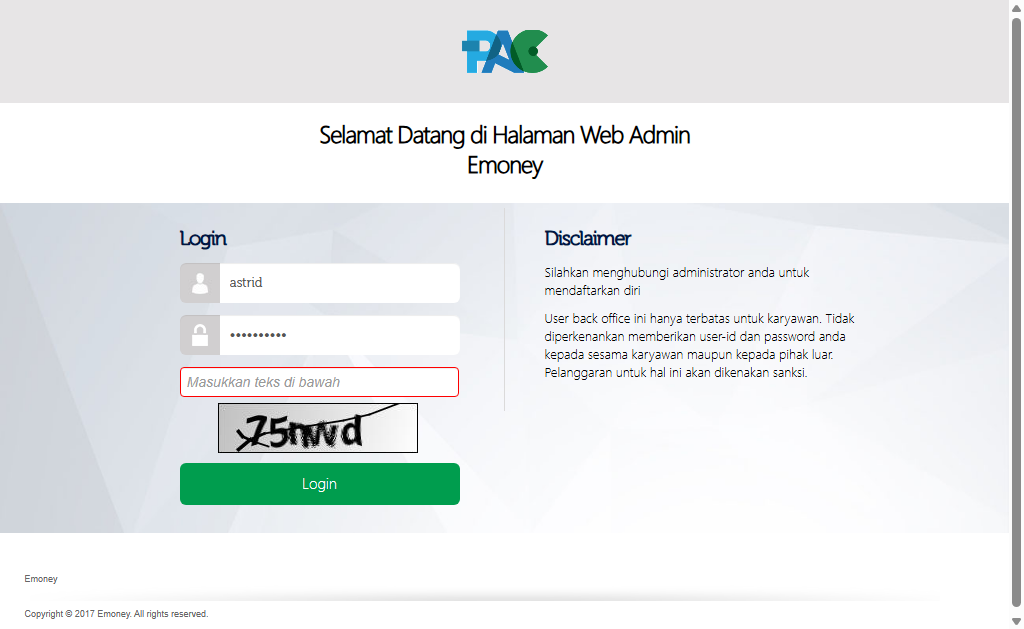 PAC
Selamat Datang di Halaman Web Admin
Emoney
Login
astrid
Masukkan teks di bawah
Login
Disclaimer
Silahkan menghubungi administrator anda untuk
mendaftarkan diri
User back office ini hanya terbatas untuk karyawan. Tidak
diperkenankan memberikan user-id dan password anda
kepada sesama karyawan maupun kepada pihak luar.
Pelanggaran untuk hal ini akan dikenakan sanksi.
Emoney
Copyright © 2017 Emoney. All rights reserved.